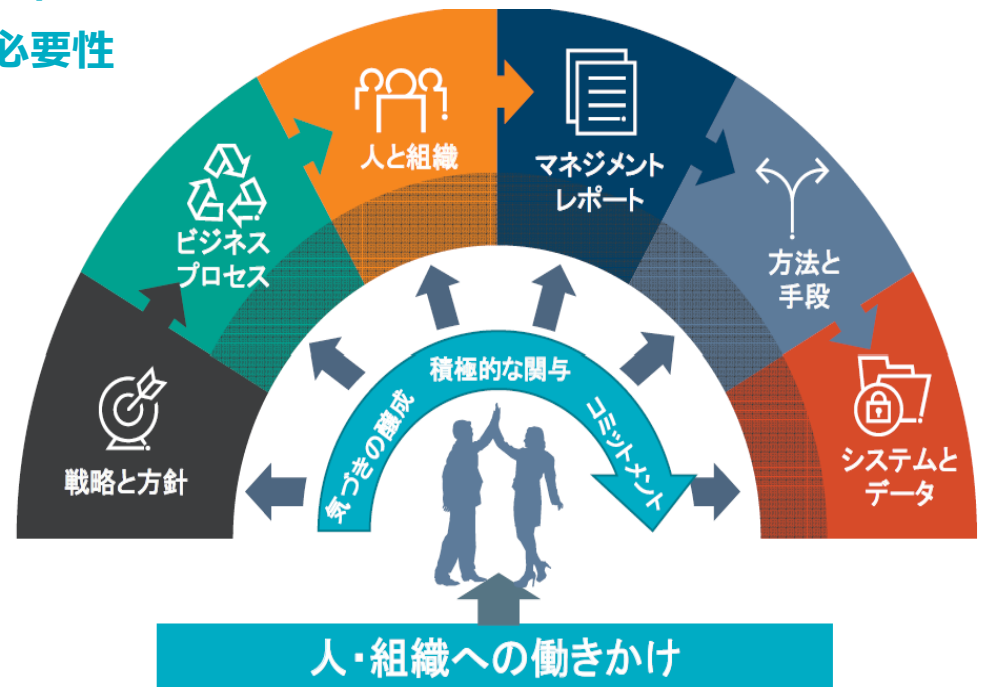 必要性
人と組織
マネジメント
レポート
ビジネス
プロセス
方法と
手段
戦略と方針
システムと
データ
気づきの醸成
積極的な関与
コミットメント
人・組織への働きかけ